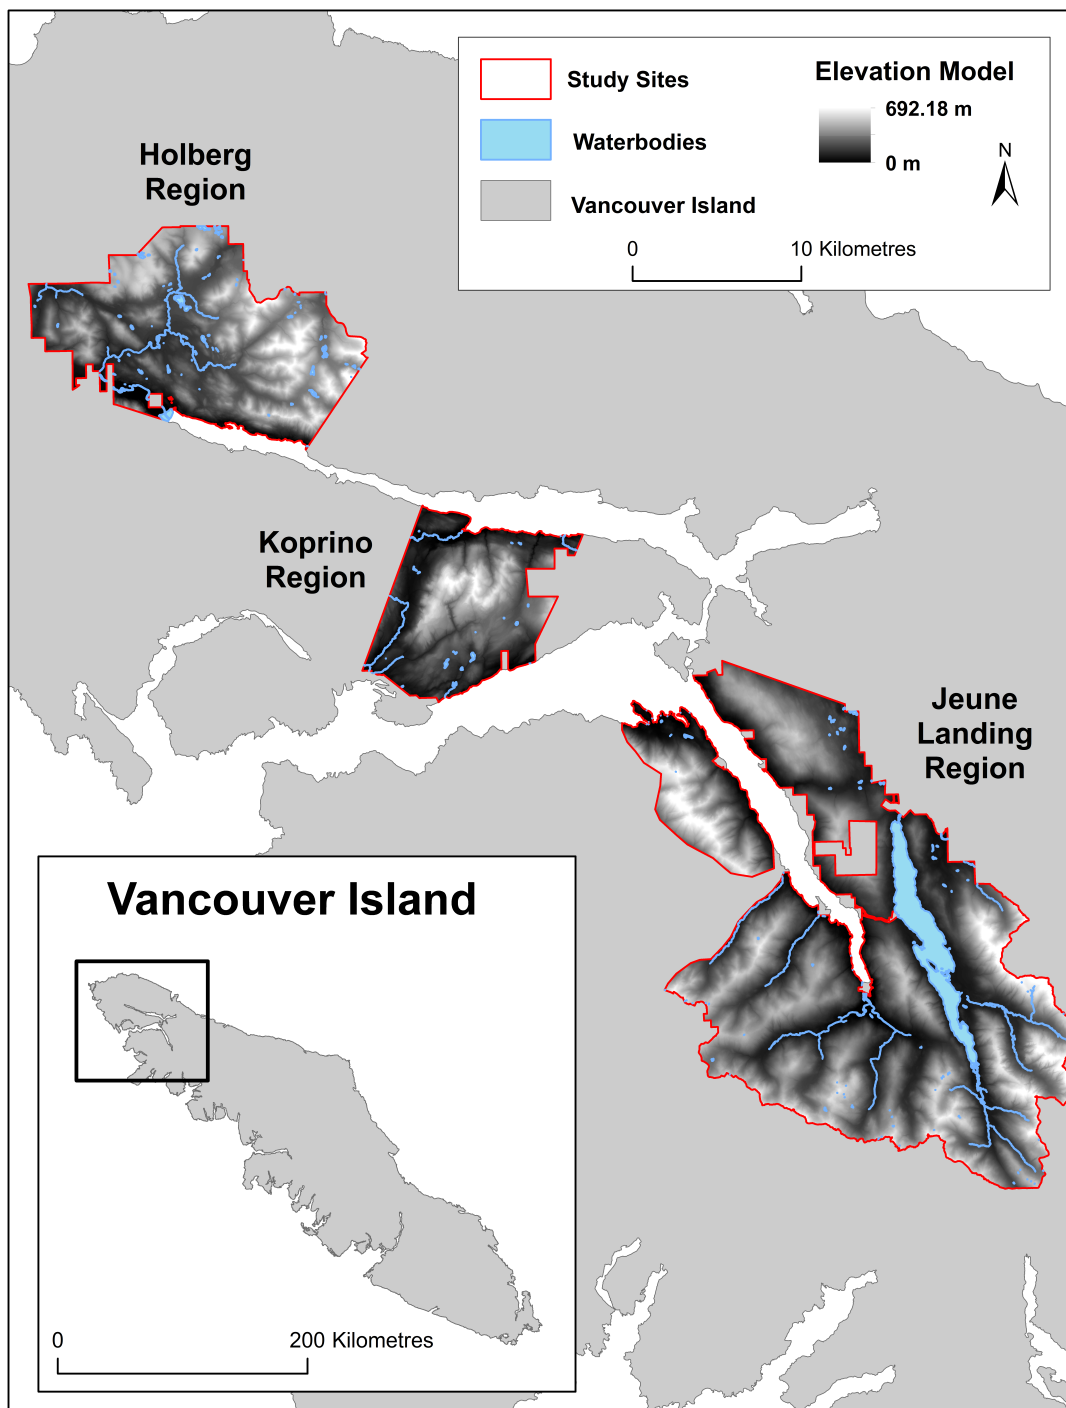 Study Sites
Waterbodies
Vancouver Island
Elevation Model
692.18 m
0 m
N
0 10 Kilometres
Holberg
Region
Koprino
Region
Jeune
Landing
Region
Vancouver Island
0 200 Kilometres